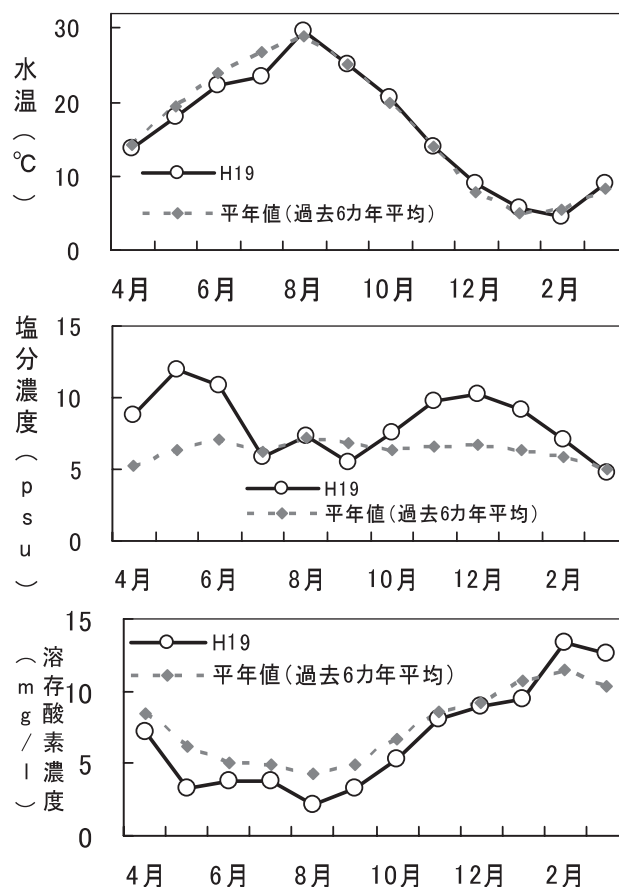 水温(℃)
30
20
10
0
H19
平年値(過去6カ年平均)
4月 6月 8月 10月 12月 2月
塩分濃度(psu)
15
10
5
0
H19
平年値(過去6カ年平均)
4月 6月 8月 10月 12月 2月
溶存酸素濃度
(mg/l)
15
10
5
0
H19
平年値(過去6カ年平均)
4月 6月 8月 10月 12月 2月